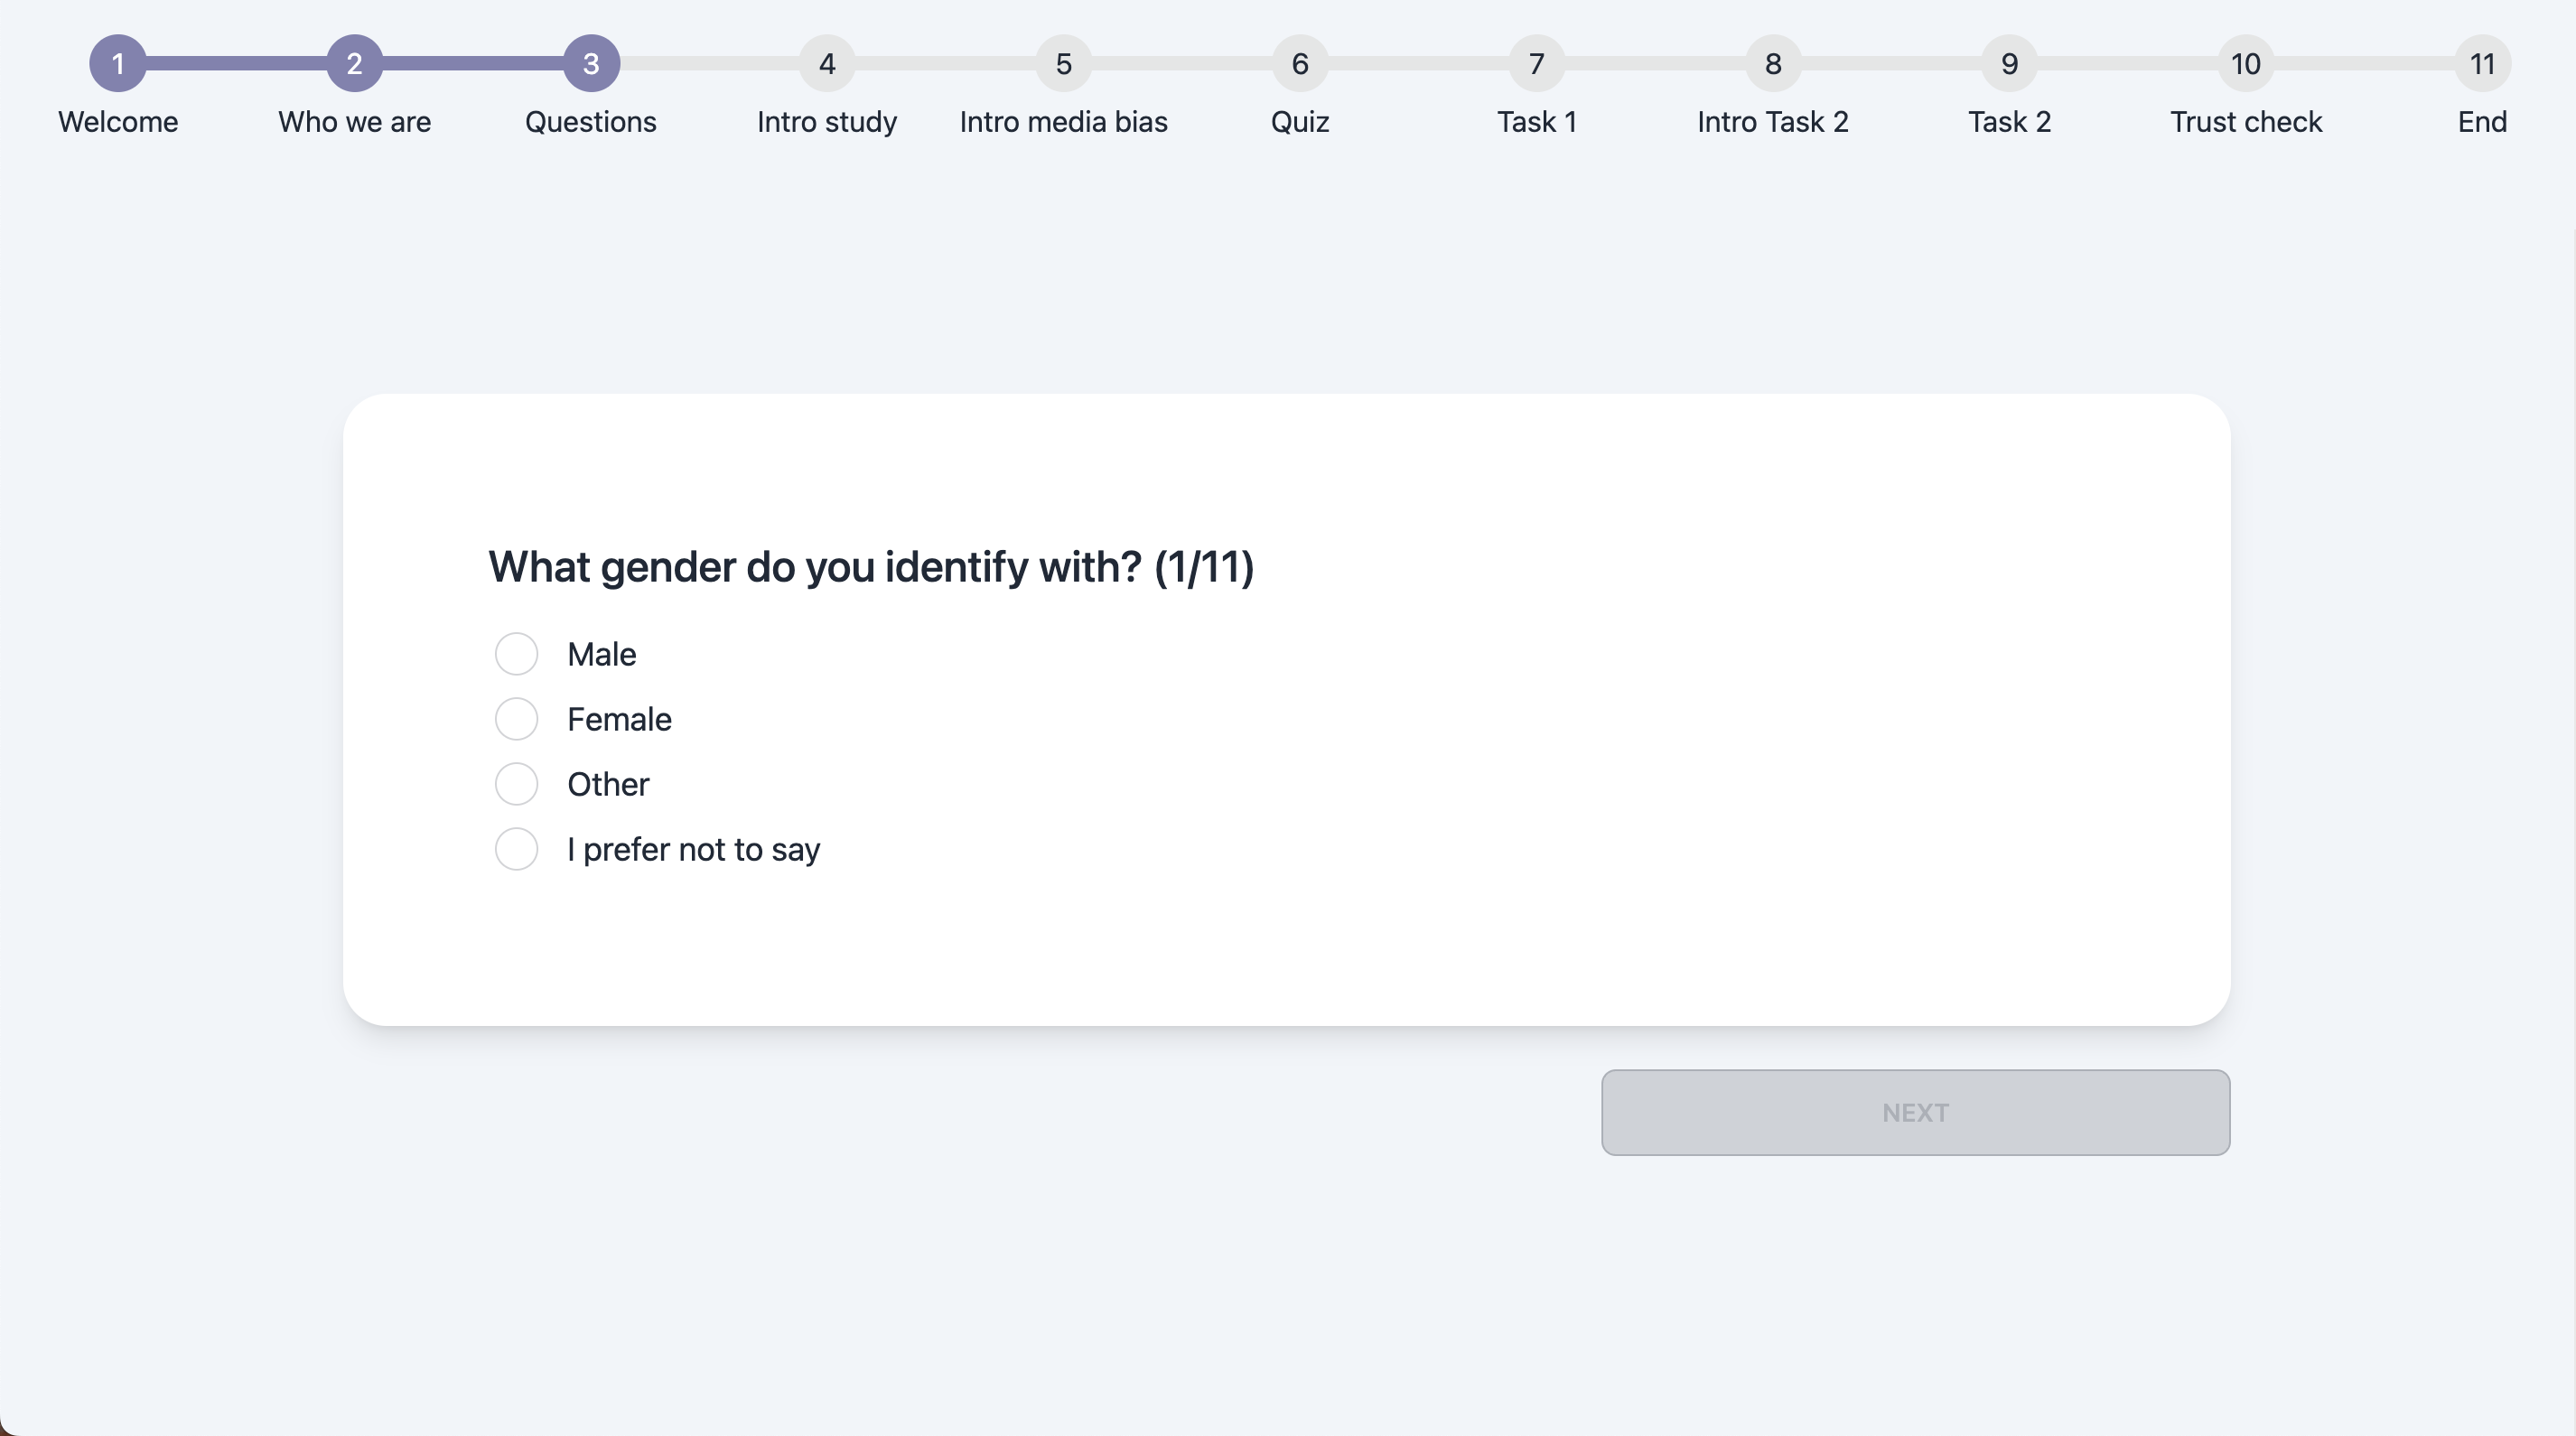 1 2 3 4 5 6 7 8 9 10 11
Welcome Who we are Questions Intro study Intro media bias Quiz Task 1 Intro Task 2 Task 2 Trust check End
What gender do you identify with? (1/11)
Male
Female
Other
I prefer not to say
NEXT